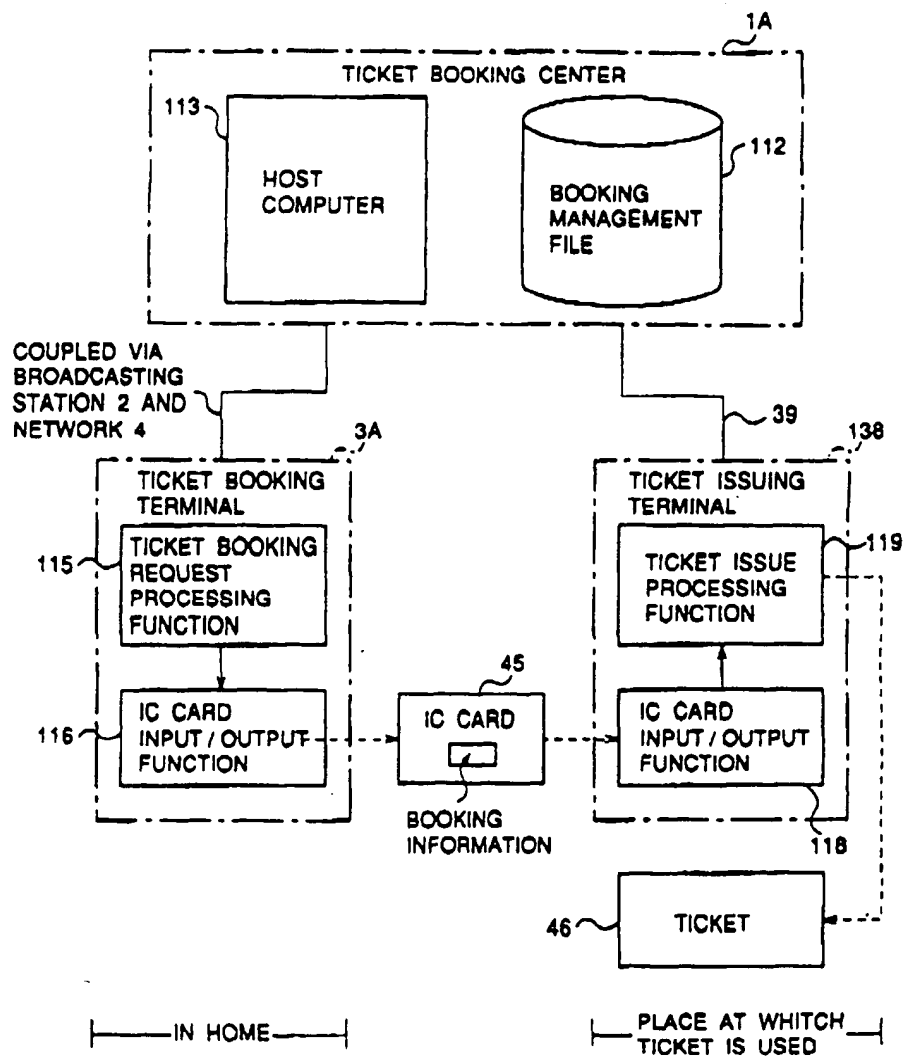 1A
TICKET BOOKING CENTER
113
HOST
COMPUTER
112
BOOKING
MANAGEMENT
FILE
COUPLED VIA
BROADCASTING
STATION 2 AND
NETWORK 4
39
3A
138
TICKET BOOKING
TERMINAL
115
TICKET BOOKING
REQUEST
PROCESSING
FUNCTION
116
IC CARD
INPUT/OUTPUT
FUNCTION
45
IC CARD
BOOKING
INFORMATION
TICKET ISSUING
TERMINAL
119
TICKET ISSUE
PROCESSING
FUNCTION
IC CARD
INPUT/OUTPUT
FUNCTION
118
46
TICKET
IN HOME
PLACE AT WHITCH
TICKET IS USED